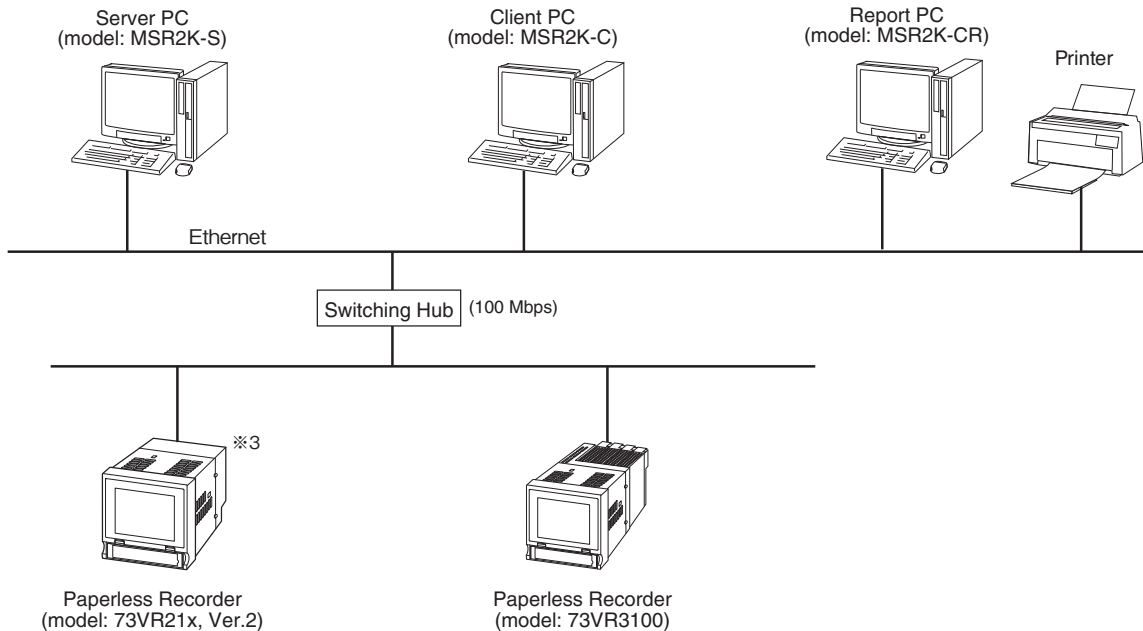 Server PC
(model: MSR2K-S)
Client PC
(model: MSR2K-C)
Report PC
(model: MSR2K-CR)
Printer
Ethernet
Switching Hub
(100 Mbps)
※3
Paperless Recorder
(model: 73VR21x, Ver.2)
Paperless Recorder
(model: 73VR3100)